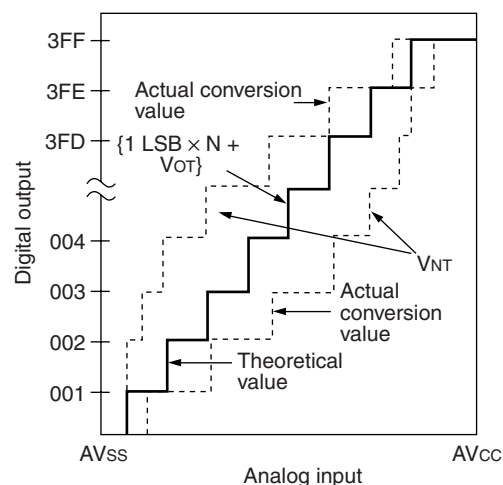 3FF
3FE
3FD
004
003
002
001
Digital output
Actual conversion
value
{1 LSB × N +
VOT}
VNT
Actual
conversion
value
Theoretical
value
AVSS
AVCC
Analog input